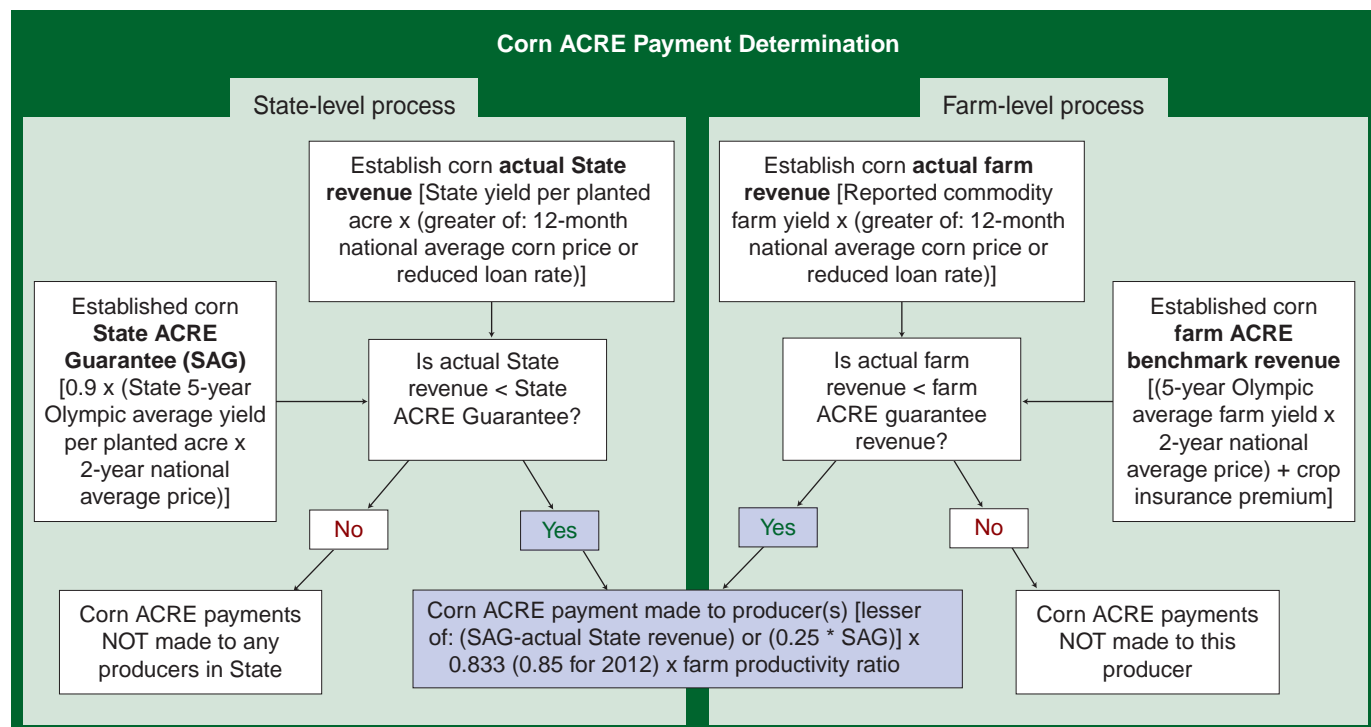 Corn ACRE Payment Determination
State-level process
Establish corn actual State
revenue [State yield per planted
acre x (greater of: 12-month
national average corn price or
reduced loan rate)]
Established corn
State ACRE
Guarantee (SAG)
[0.9 x (State 5-year
Olympic average yield
per planted acre x
2-year national
average price)]
Is actual State
revenue < State
ACRE Guarantee?
No
Yes
Corn ACRE payments
NOT made to any
producers in State
Farm-level process
Establish corn actual farm
revenue [Reported commodity
farm yield x (greater of: 12-month
national average corn price or
reduced loan rate)]
Established corn
farm ACRE
benchmark revenue
[(5-year Olympic
average farm yield x
2-year national
average price) + crop
insurance premium]
Is actual farm
revenue < farm
ACRE guarantee
revenue?
Yes
No
Corn ACRE payment made to producer(s) [lesser
of: (SAG-actual State revenue) or (0.25 * SAG)] x
0.833 (0.85 for 2012) x farm productivity ratio
Corn ACRE payments
NOT made to this
producer